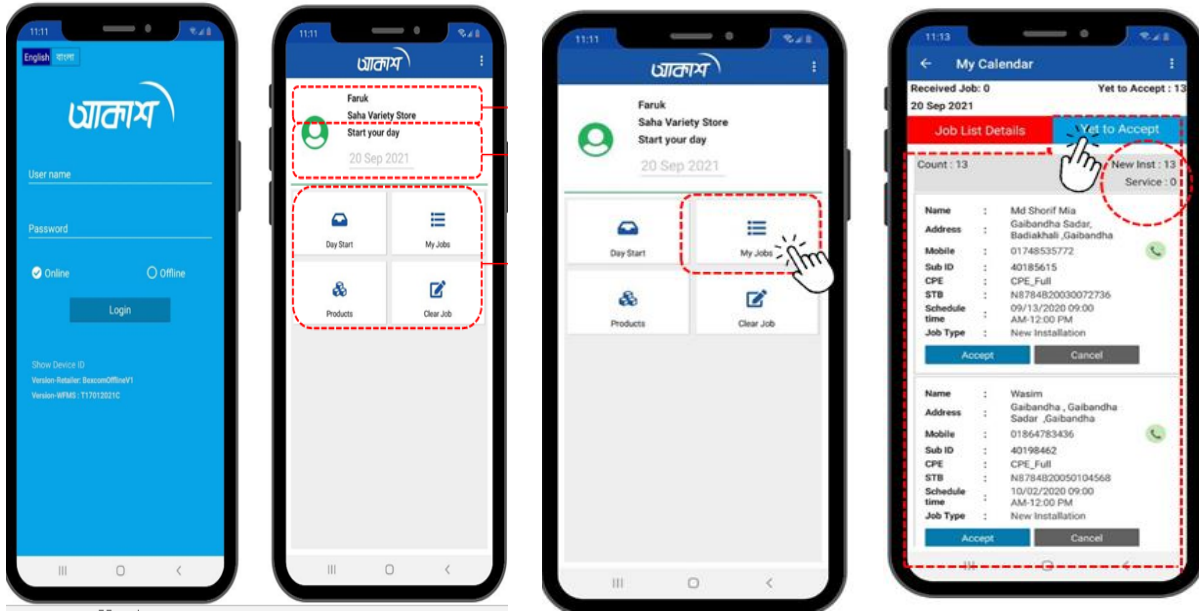 11:11
English বাংলা
আকাশ
User name
Password
Online Offline
Login
Show Device ID
Version-Retailer: BexcomOfflineV1
Version-WFMS : T17012021C
11:11
আকাশ
Faruk
Saha Variety Store
Start your day
20 Sep 2021
Day Start My Jobs
Products Clear Job
11:11
আকাশ
Faruk
Saha Variety Store
Start your day
20 Sep 2021
Day Start My Jobs
Products Clear Job
11:13
My Calendar
Received Job: 0 Yet to Accept : 13
20 Sep 2021
Job List Details Yet to Accept
Count : 13 New Inst : 13
Service : 0
Name : Md Shorif Mia
Address : Gaibandha Sadar,
Badiakhali ,Gaibandha
Mobile : 01748535772
Sub ID : 40185615
CPE : CPE_Full
STB : N8784B20030072736
Schedule : 09/13/2020 09:00
time AM-12:00 PM
Job Type : New Installation
Accept Cancel
Name : Wasim
Address : Gaibandha , Gaibandha
Sadar ,Gaibandha
Mobile : 01864783436
Sub ID : 40198462
CPE : CPE_Full
STB : N8784B20050104568
Schedule : 10/02/2020 09:00
time AM-12:00 PM
Job Type : New Installation
Accept Cancel